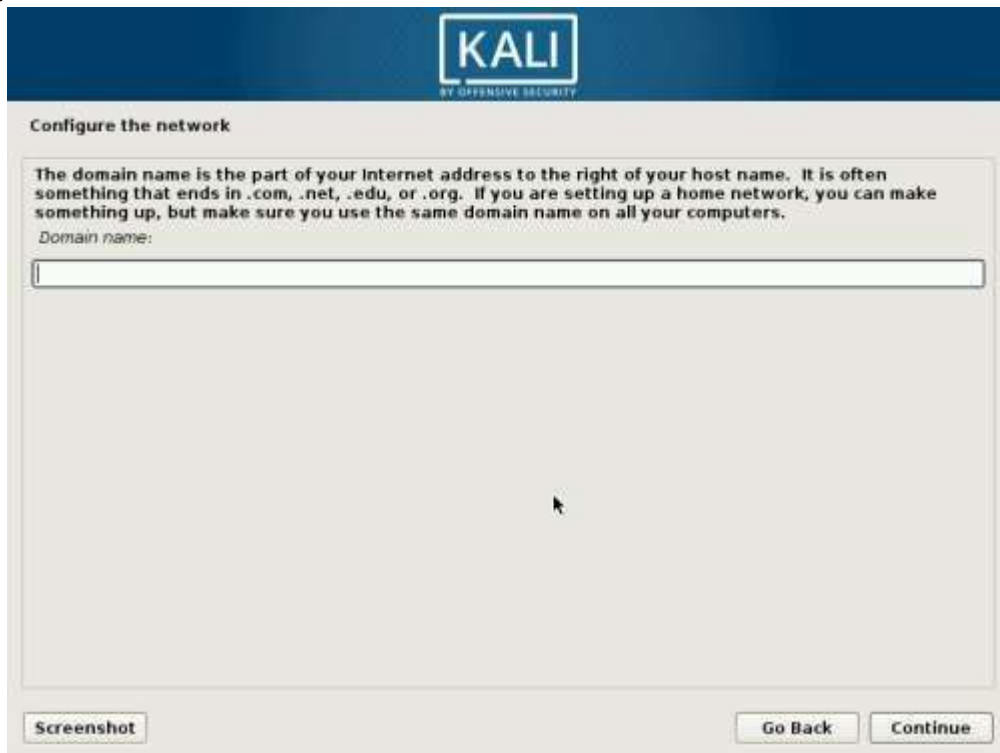 KALI
BY OFFENSIVE SECURITY
Configure the network
The domain name is the part of your Internet address to the right of your host name. It is often
something that ends in .com, .net, .edu, or .org. If you are setting up a home network, you can make
something up, but make sure you use the same domain name on all your computers.
Domain name:
Screenshot
Go Back
Continue